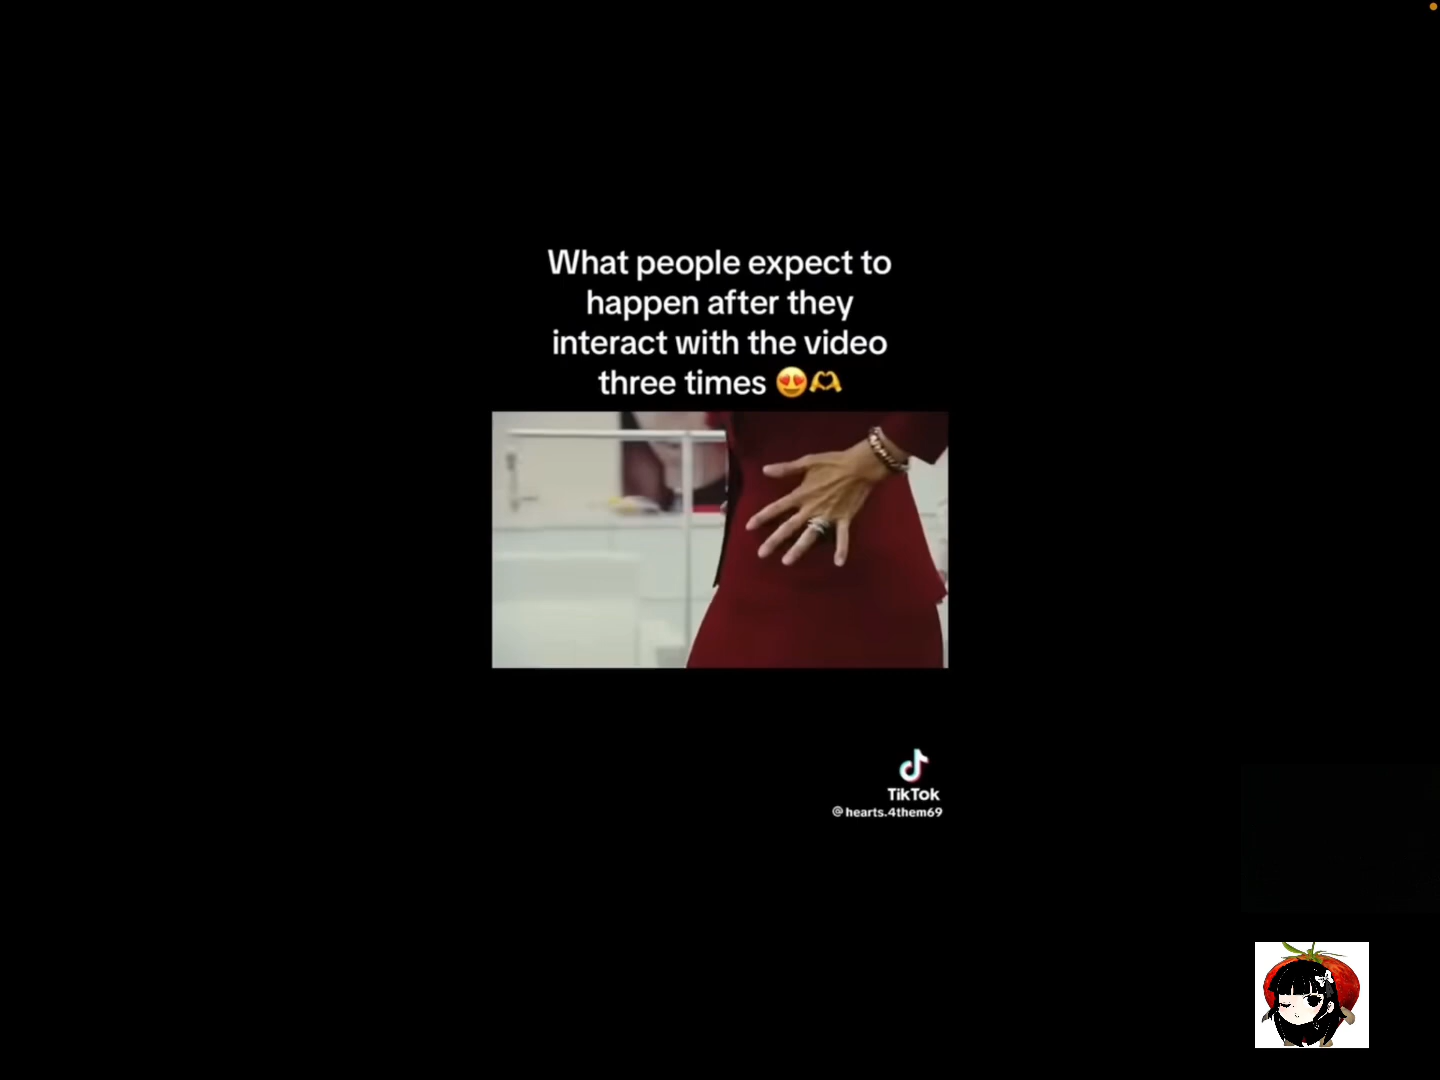 What people expect to
happen after they
interact with the video
three times 😍🫶
TikTok
@hearts.4them69